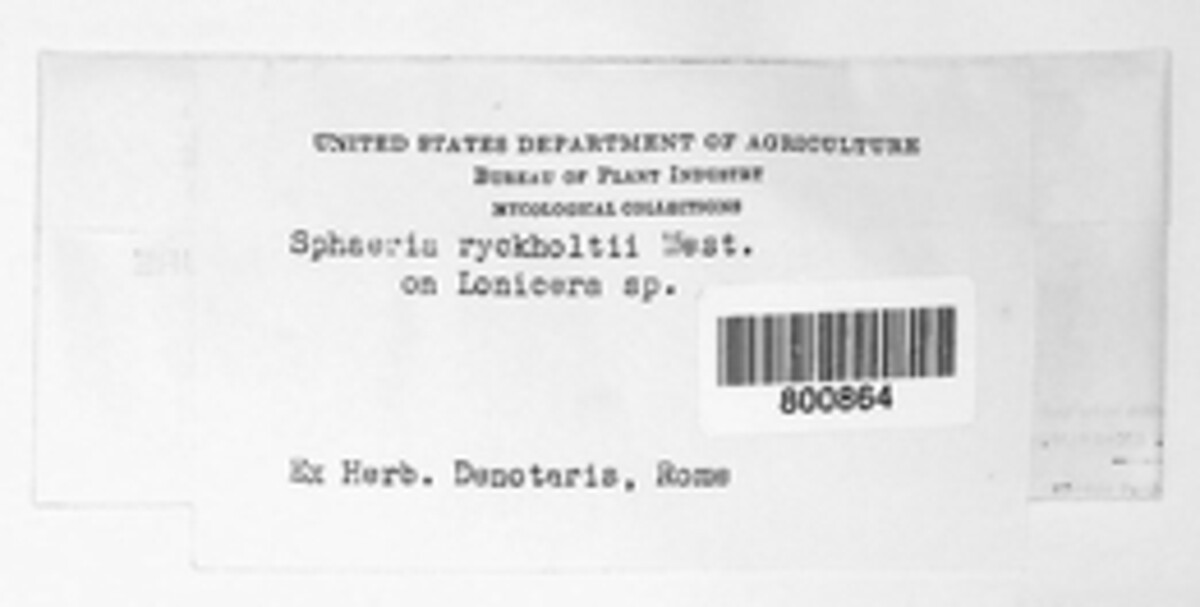 UNITED STATES DEPARTMENT OF AGRICULTURE
BUREAU OF PLANT INDUSTRY
MYCOLOGICAL COLLECTIONS
Sphaeria ryckholtii West.
on Lonicera sp.
800864
Ex Herb. Denotaris, Rome